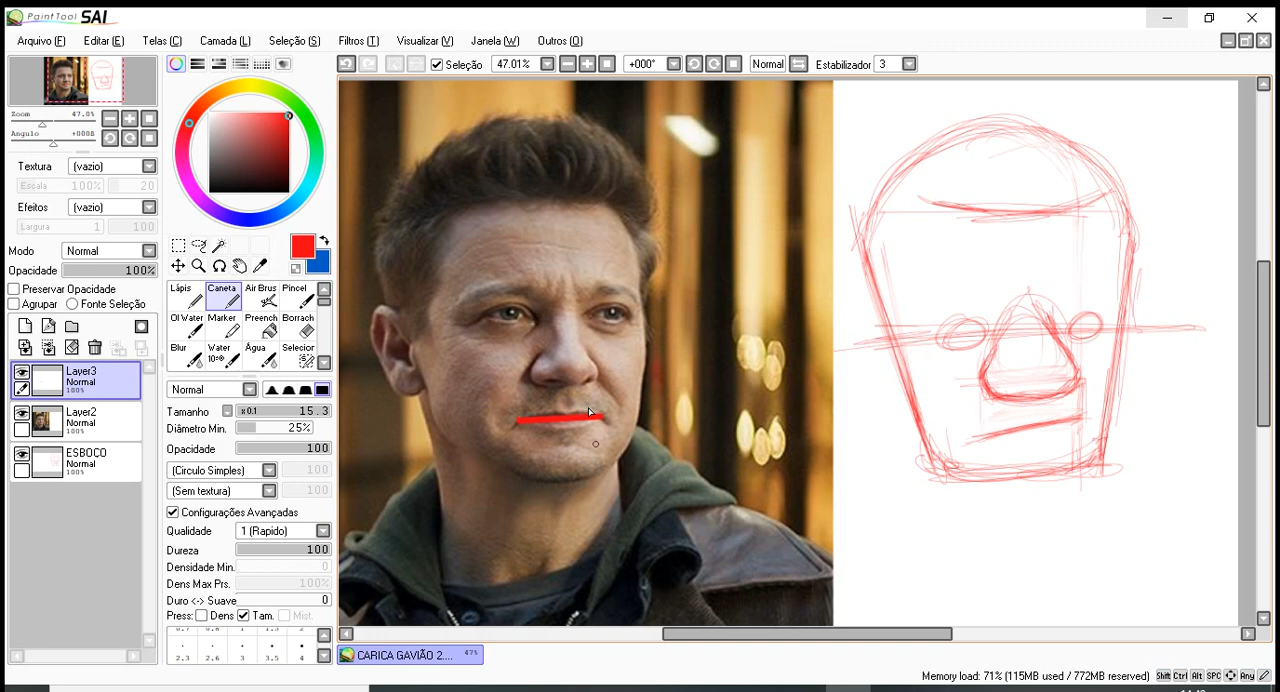 PaintTool SAI
Arquivo (F) Editar (E) Telas (C) Camada (L) Seleção (S) Filtros (T) Visualizar (V) Janela (W) Outros (O)
Seleção 47.01% +000° Normal Estabilizador 3
Zoom 47.0%
Angulo +000B
Textura (vazio)
Escala 100% 20
Efeitos (vazio)
Largura 1 100
Modo Normal
Opacidade 100%
Preservar Opacidade
Agrupar Fonte Seleção
Layer3
Normal
100%
Layer2
Normal
100%
ESBOCO
Normal
100%
Lápis Caneta Air Brus Pincel
Ol Water Marker Preench Borrach
Blur Water 10 Água Selecior
Normal
Tamanho x 0.1 15.3
Diâmetro Min. 25%
Opacidade 100
(Circulo Simples) 100
(Sem textura) 100
Configurações Avançadas
Qualidade 1 (Rapido)
Dureza 100
Densidade Min. 0
Dens Max Prs. 100%
Duro <-> Suave 0
Press: Dens Tam. Mist.
2.3 2.6 3 3.5 4
CARICA GAVIÃO 2.... 47%
Memory load: 71% (115MB used / 772MB reserved) Shift Ctrl Alt SPC Any